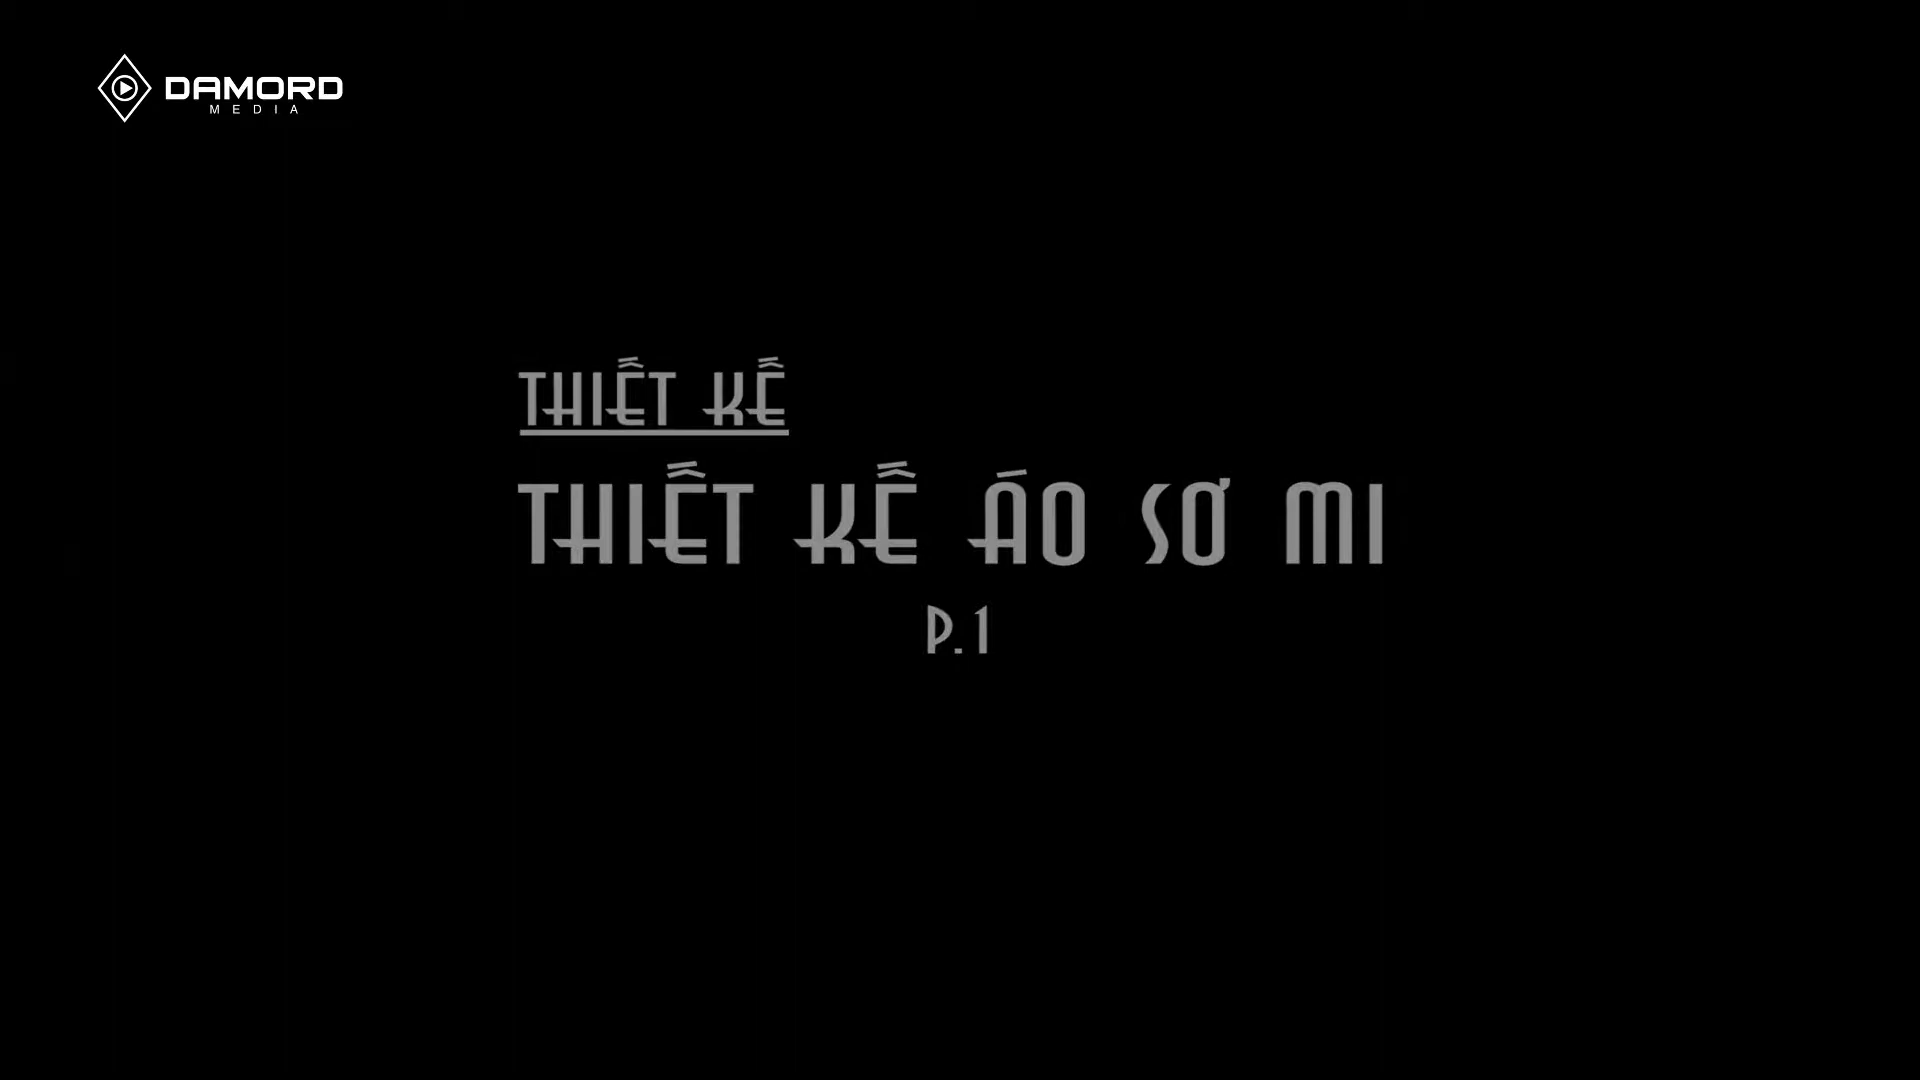 DAMORD
MEDIA
THIẾT KẾ
THIẾT KẾ ÁO SƠ MI
P.1